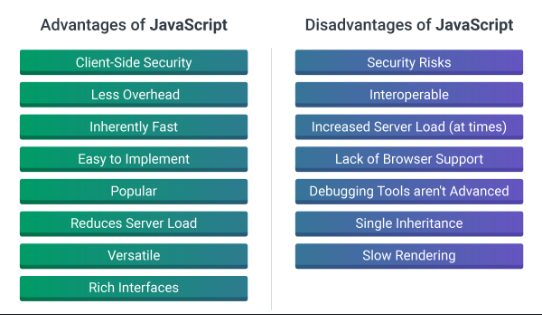 Advantages of JavaScript
Client-Side Security
Less Overhead
Inherently Fast
Easy to Implement
Popular
Reduces Server Load
Versatile
Rich Interfaces
Disadvantages of JavaScript
Security Risks
Interoperable
Increased Server Load (at times)
Lack of Browser Support
Debugging Tools aren't Advanced
Single Inheritance
Slow Rendering